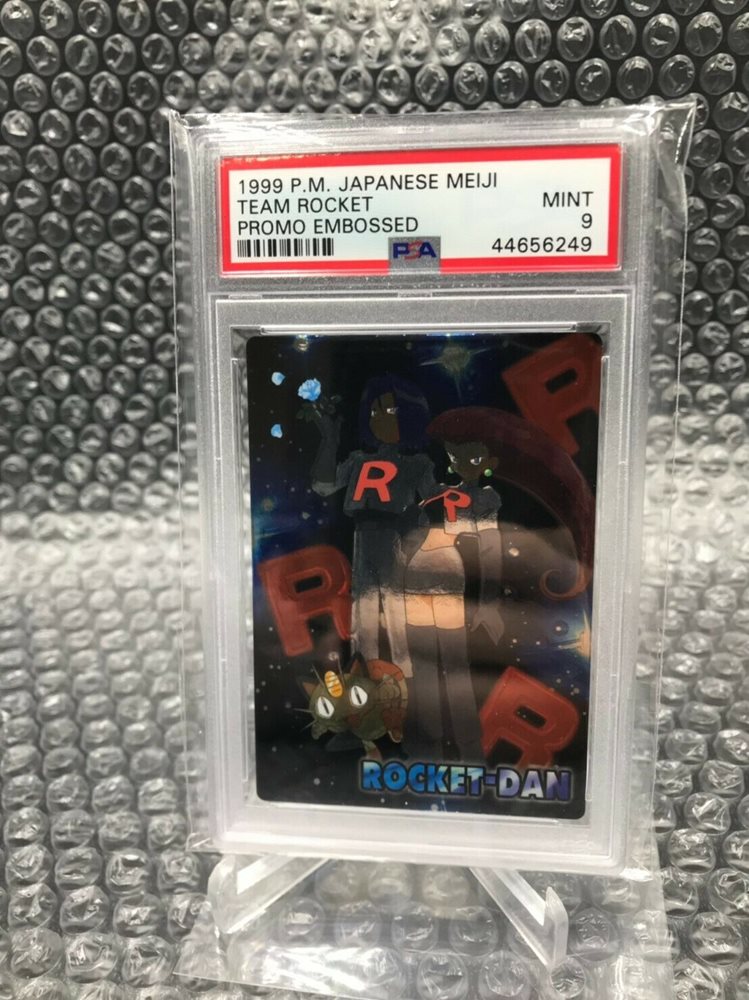 1999 P.M. JAPANESE MEIJI
TEAM ROCKET MINT
PROMO EMBOSSED 9
PSA 44656249
R
R
R
R
R
ROCKET-DAN